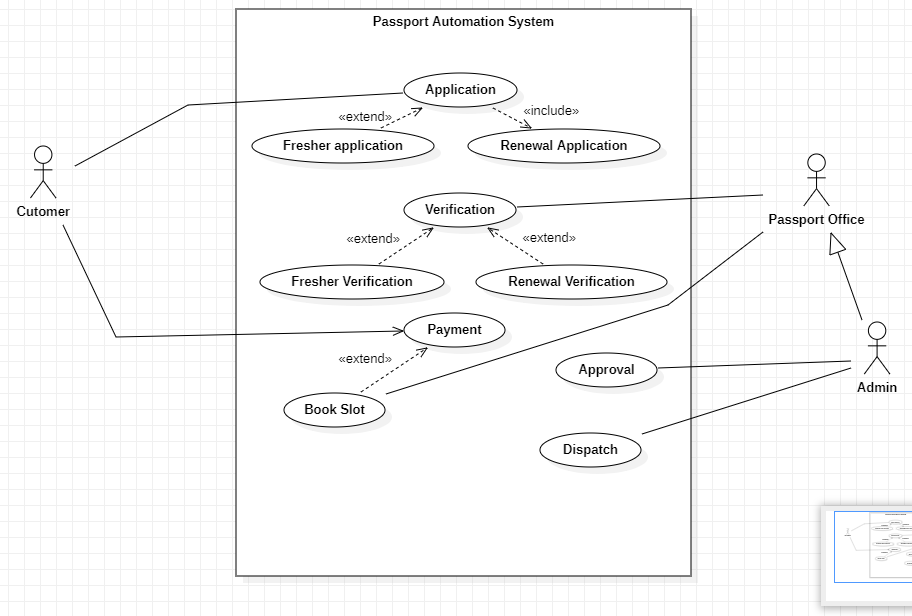 Passport Automation System
Application
«extend»
«include»
Fresher application
Renewal Application
Cutomer
Verification
Passport Office
«extend»
«extend»
Fresher Verification
Renewal Verification
Payment
«extend»
Approval
Admin
Book Slot
Dispatch